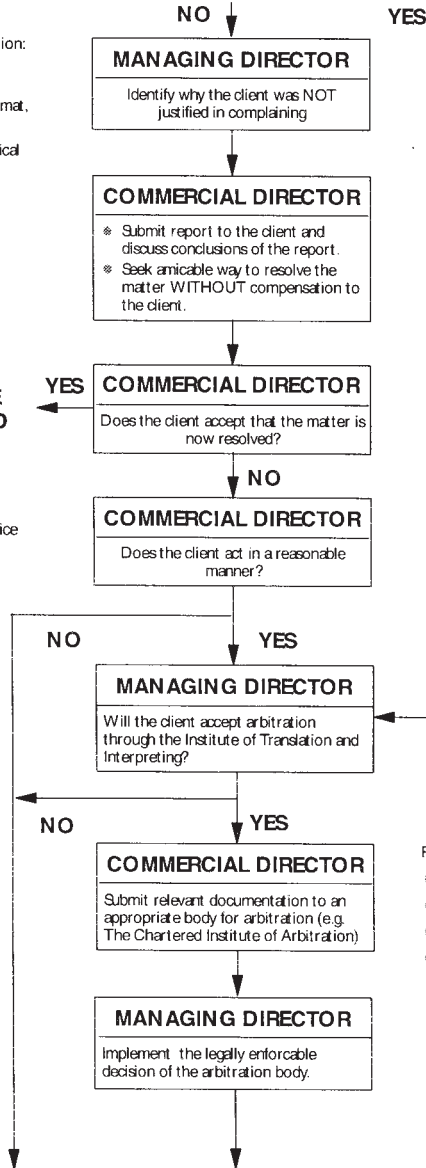 NO
YES
ion:
MANAGING DIRECTOR
Identify why the client was NOT
justified in complaining
mat,
ical
COMMERCIAL DIRECTOR
Submit report to the client and
discuss conclusions of the report.
Seek amicable way to resolve the
matter WITHOUT compensation to
the client.
E
D
YES
COMMERCIAL DIRECTOR
Does the client accept that the matter is
now resolved?
NO
COMMERCIAL DIRECTOR
Does the client act in a reasonable
manner?
ice
NO
YES
MANAGING DIRECTOR
Will the client accept arbitration
through the Institute of Translation and
Interpreting?
NO
YES
COMMERCIAL DIRECTOR
Submit relevant documentation to an
appropriate body for arbitration (e.g.
The Chartered Institute of Arbitration)
MANAGING DIRECTOR
Implement the legally enforcable
decision of the arbitration body.